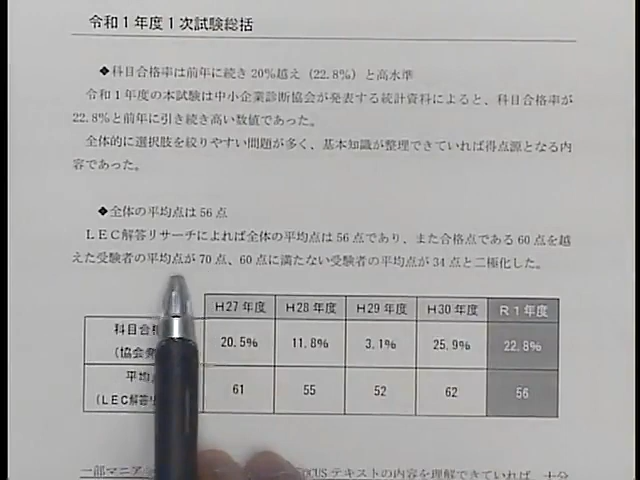 令和1年度1次試験総括
◆科目合格率は前年に続き20%越え(22.8%)と高水準
令和1年度の本試験は中小企業診断協会が発表する統計資料によると、科目合格率が
22.8%と前年に引き続き高い数値であった。
全体的に選択肢を絞りやすい問題が多く、基本知識が整理できていれば得点源となる内
容であった。
◆全体の平均点は56点
LEC解答リサーチによれば全体の平均点は56点であり、また合格点である60点を越
えた受験者の平均点が70点、60点に満たない受験者の平均点が34点と二極化した。
H27年度 H28年度 H29年度 H30年度 R1年度
科目合格 20.5% 11.8% 3.1% 25.9% 22.8%
(協会発
平均 61 55 52 62 56
(LEC解答リ
一部マニア テキストの内容を理解できていれば、十分